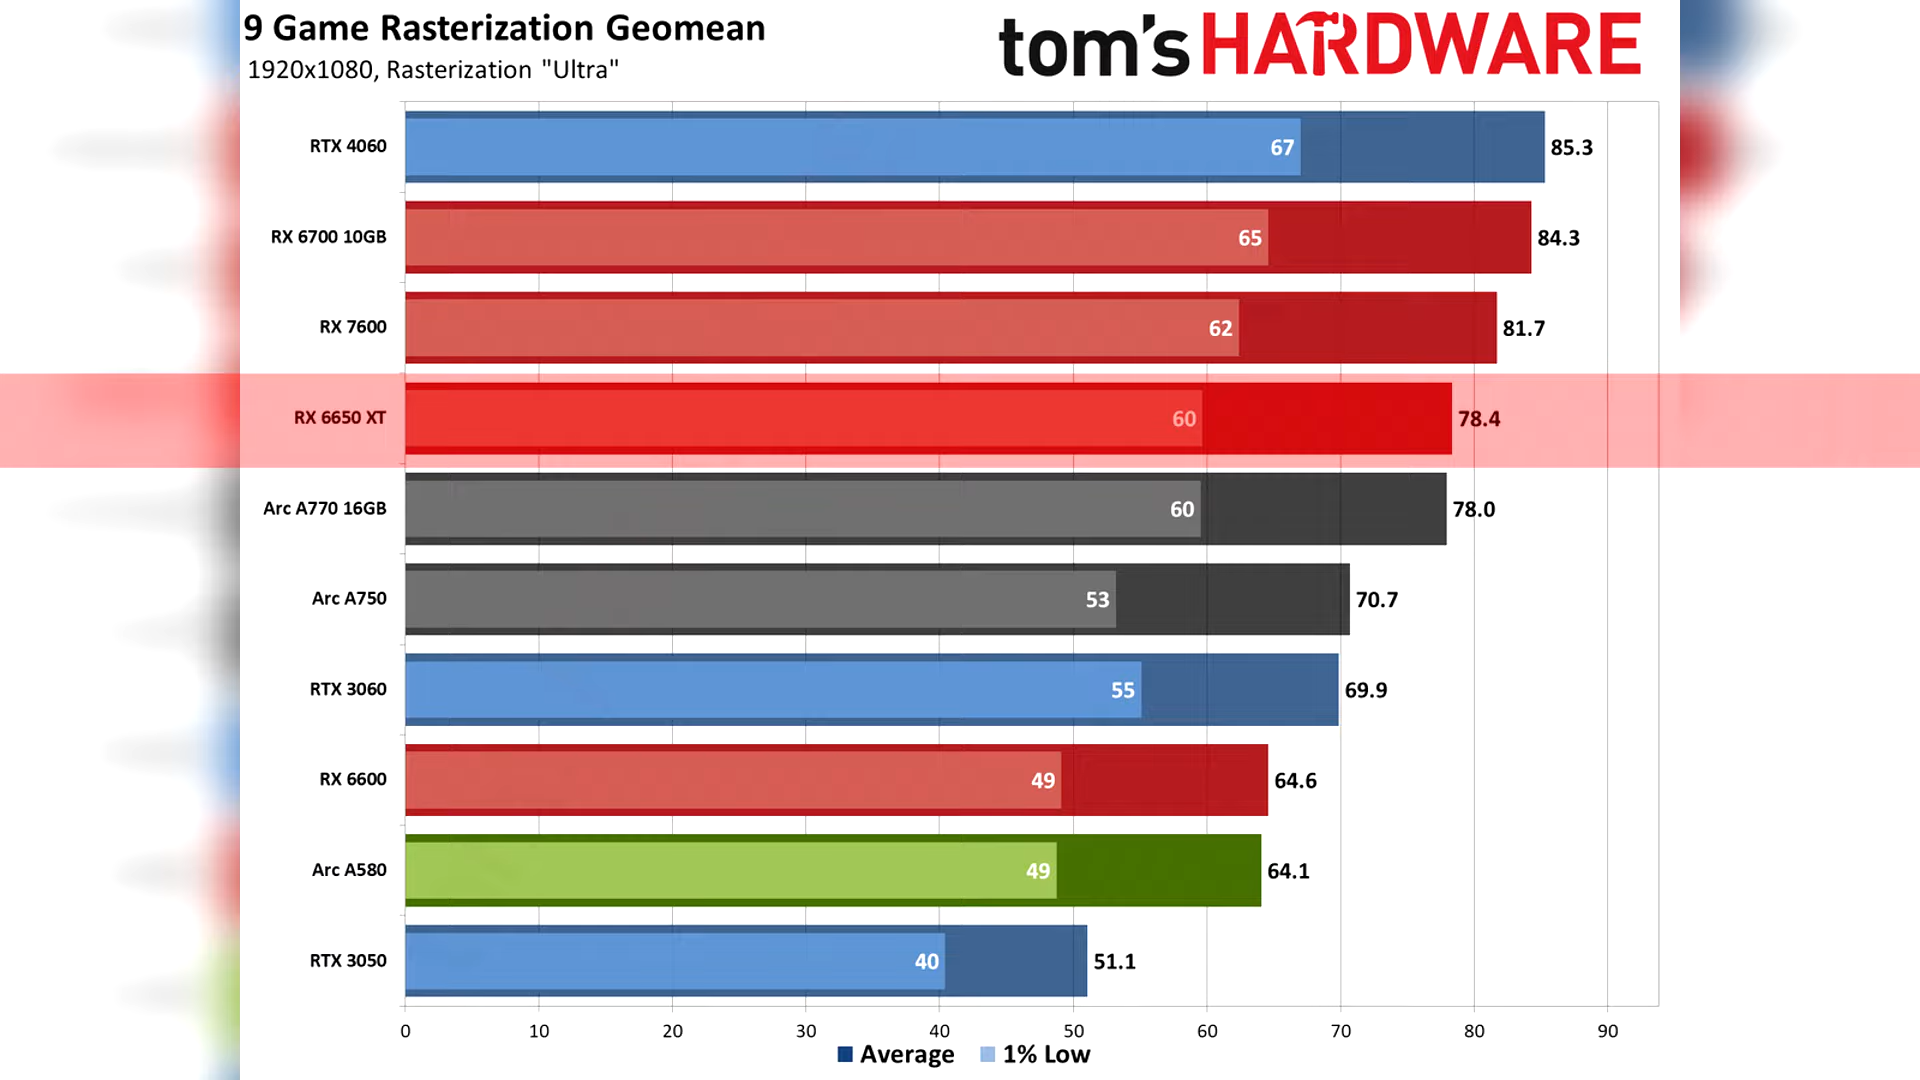 9 Game Rasterization Geomean
tom'sHARDWARE
1920x1080, Rasterization "Ultra"
RTX 4060 67 85.3
RX 6700 10GB 65 84.3
RX 7600 62 81.7
RX 6650 XT 60 78.4
Arc A770 16GB 60 78.0
Arc A750 53 70.7
RTX 3060 55 69.9
RX 6600 49 64.6
Arc A580 49 64.1
RTX 3050 40 51.1
0 10 20 30 40 50 60 70 80 90
Average 1% Low